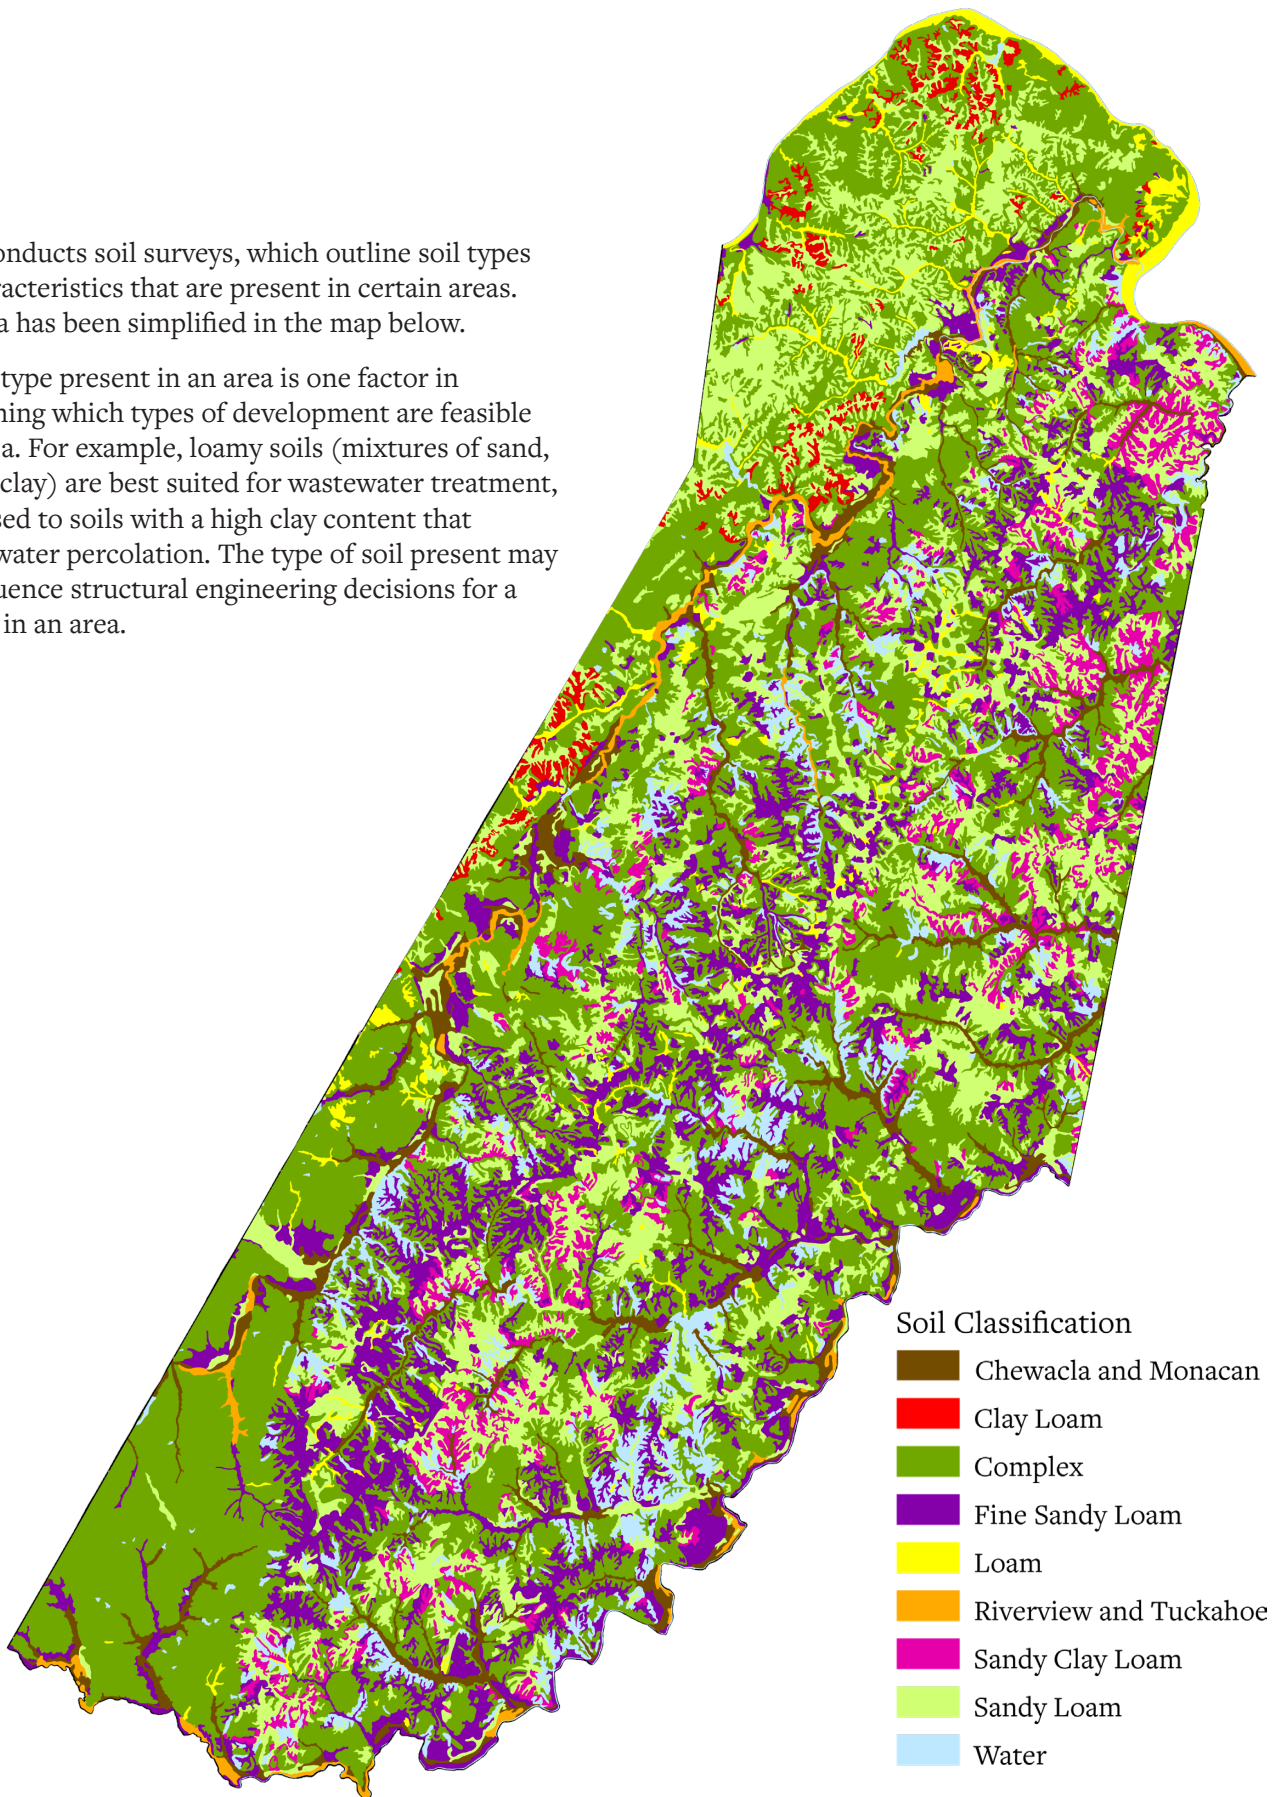 onducts soil surveys, which outline soil types
racteristics that are present in certain areas.
a has been simplified in the map below.
type present in an area is one factor in
ning which types of development are feasible
a. For example, loamy soils (mixtures of sand,
clay) are best suited for wastewater treatment,
sed to soils with a high clay content that
water percolation. The type of soil present may
uence structural engineering decisions for a
in an area.
Soil Classification
Chewacla and Monacan
Clay Loam
Complex
Fine Sandy Loam
Loam
Riverview and Tuckahoe
Sandy Clay Loam
Sandy Loam
Water